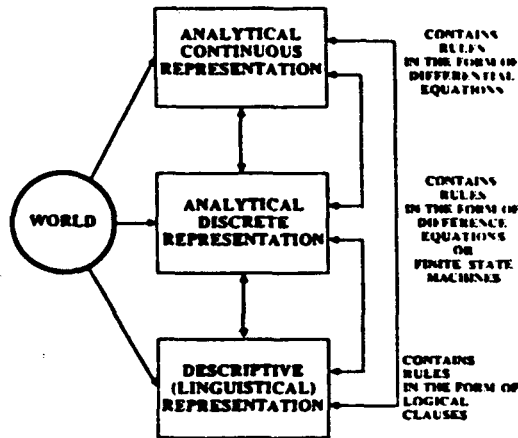 ANALYTICAL
CONTINUOUS
REPRESENTATION
CONTAINS
RULES
IN THE FORM OF
DIFFERENTIAL
EQUATIONS
WORLD
ANALYTICAL
DISCRETE
REPRESENTATION
CONTAINS
RULES
IN THE FORM OF
DIFFERENCE
EQUATIONS
OR
FINITE STATE
MACHINES
DESCRIPTIVE
(LINGUISTICAL)
REPRESENTATION
CONTAINS
RULES
IN THE FORM OF
LOGICAL
CLAUSES